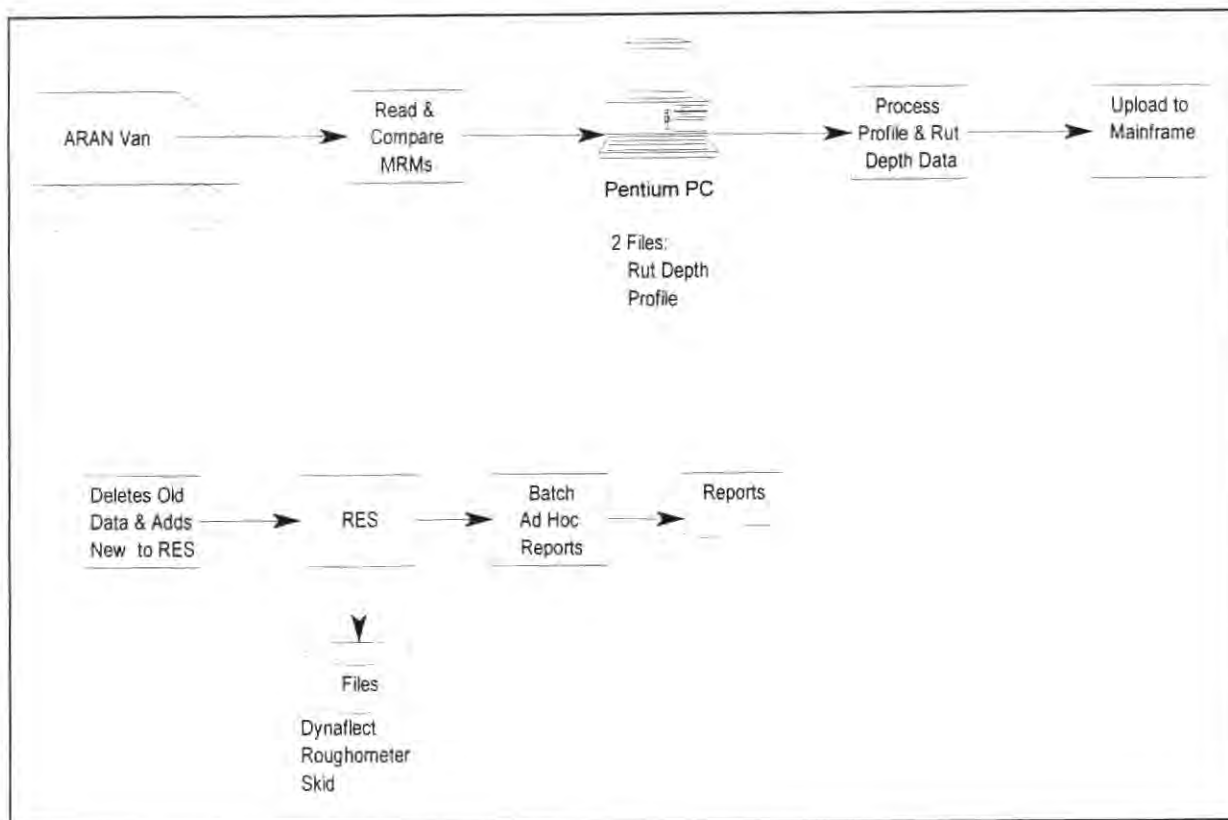 ARAN Van
Read &
Compare
MRMs
Pentium PC
2 Files:
Rut Depth
Profile
Process
Profile & Rut
Depth Data
Upload to
Mainframe
Deletes Old
Data & Adds
New to RES
RES
Files
Dynaflect
Roughometer
Skid
Batch
Ad Hoc
Reports
Reports